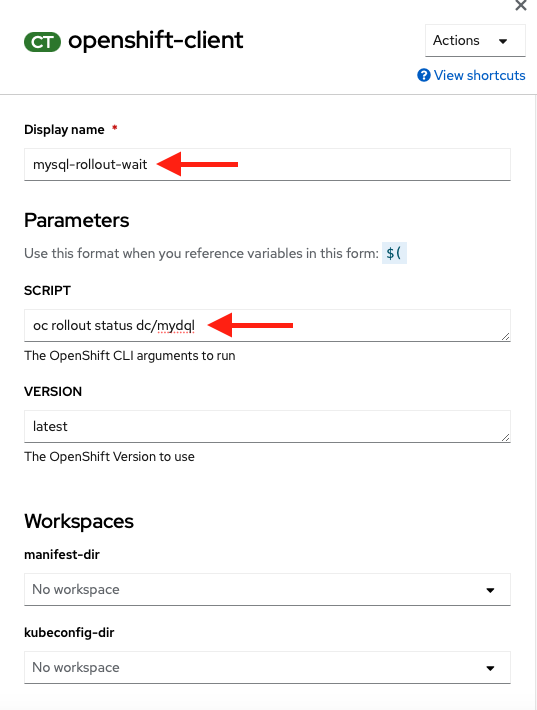 CT openshift-client
Actions
View shortcuts
Display name *
mysql-rollout-wait
Parameters
Use this format when you reference variables in this form: $(
SCRIPT
oc rollout status dc/mydql
The OpenShift CLI arguments to run
VERSION
latest
The OpenShift Version to use
Workspaces
manifest-dir
No workspace
kubeconfig-dir
No workspace